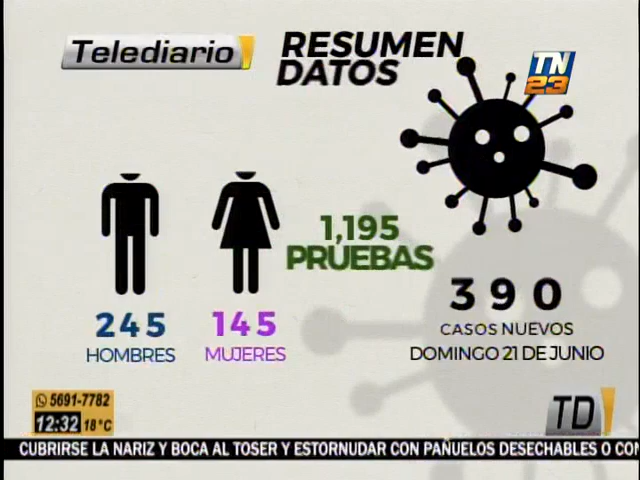 Telediario
RESUMEN
DATOS
TN
23
1,195
PRUEBAS
245
HOMBRES
145
MUJERES
390
CASOS NUEVOS
DOMINGO 21 DE JUNIO
5691-7782
12:32 18°C
TD
CUBRIRSE LA NARIZ Y BOCA AL TOSER Y ESTORNUDAR CON PAÑUELOS DESECHABLES O